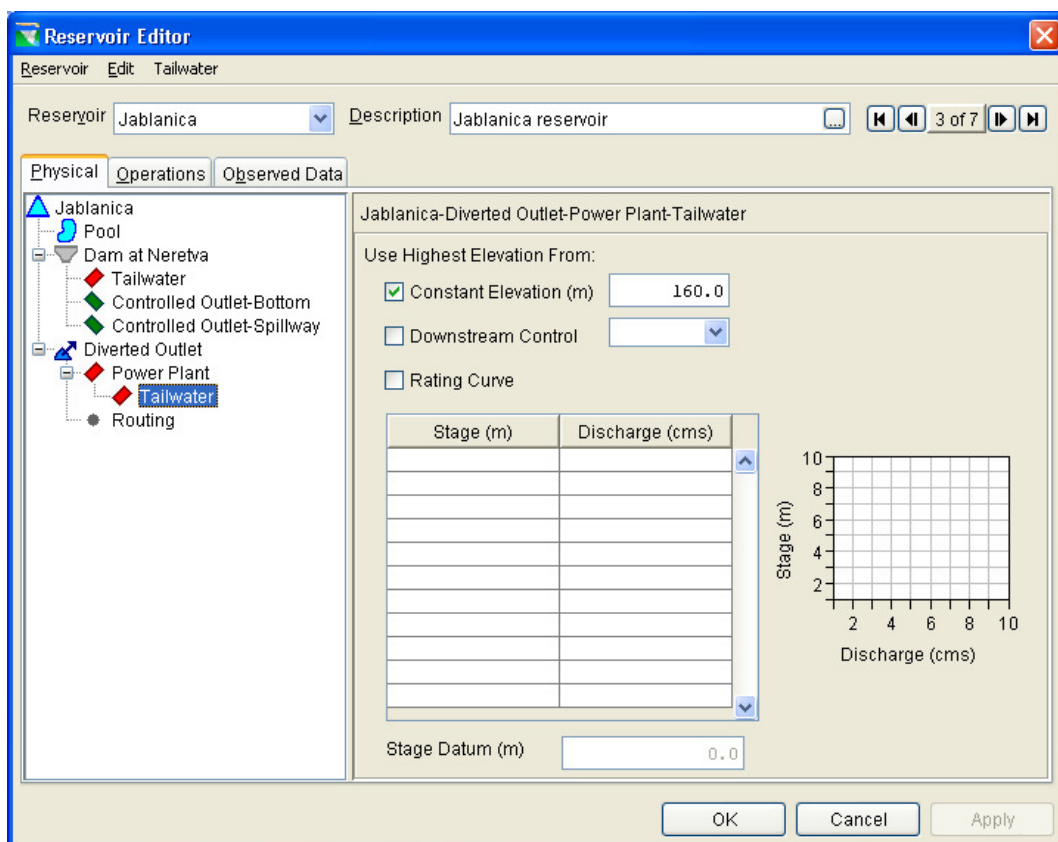 Reservoir Editor
Reservoir Edit Tailwater
Reservoir Jablanica Description Jablanica reservoir ... 3 of 7
Physical Operations Observed Data
Jablanica
Pool
Dam at Neretva
Tailwater
Controlled Outlet-Bottom
Controlled Outlet-Spillway
Diverted Outlet
Power Plant
Tailwater
Routing
Jablanica-Diverted Outlet-Power Plant-Tailwater
Use Highest Elevation From:
Constant Elevation (m) 160.0
Downstream Control
Rating Curve
Stage (m) Discharge (cms)
Stage (m)
10
8
6
4
2
2 4 6 8 10
Discharge (cms)
Stage Datum (m) 0.0
OK Cancel Apply